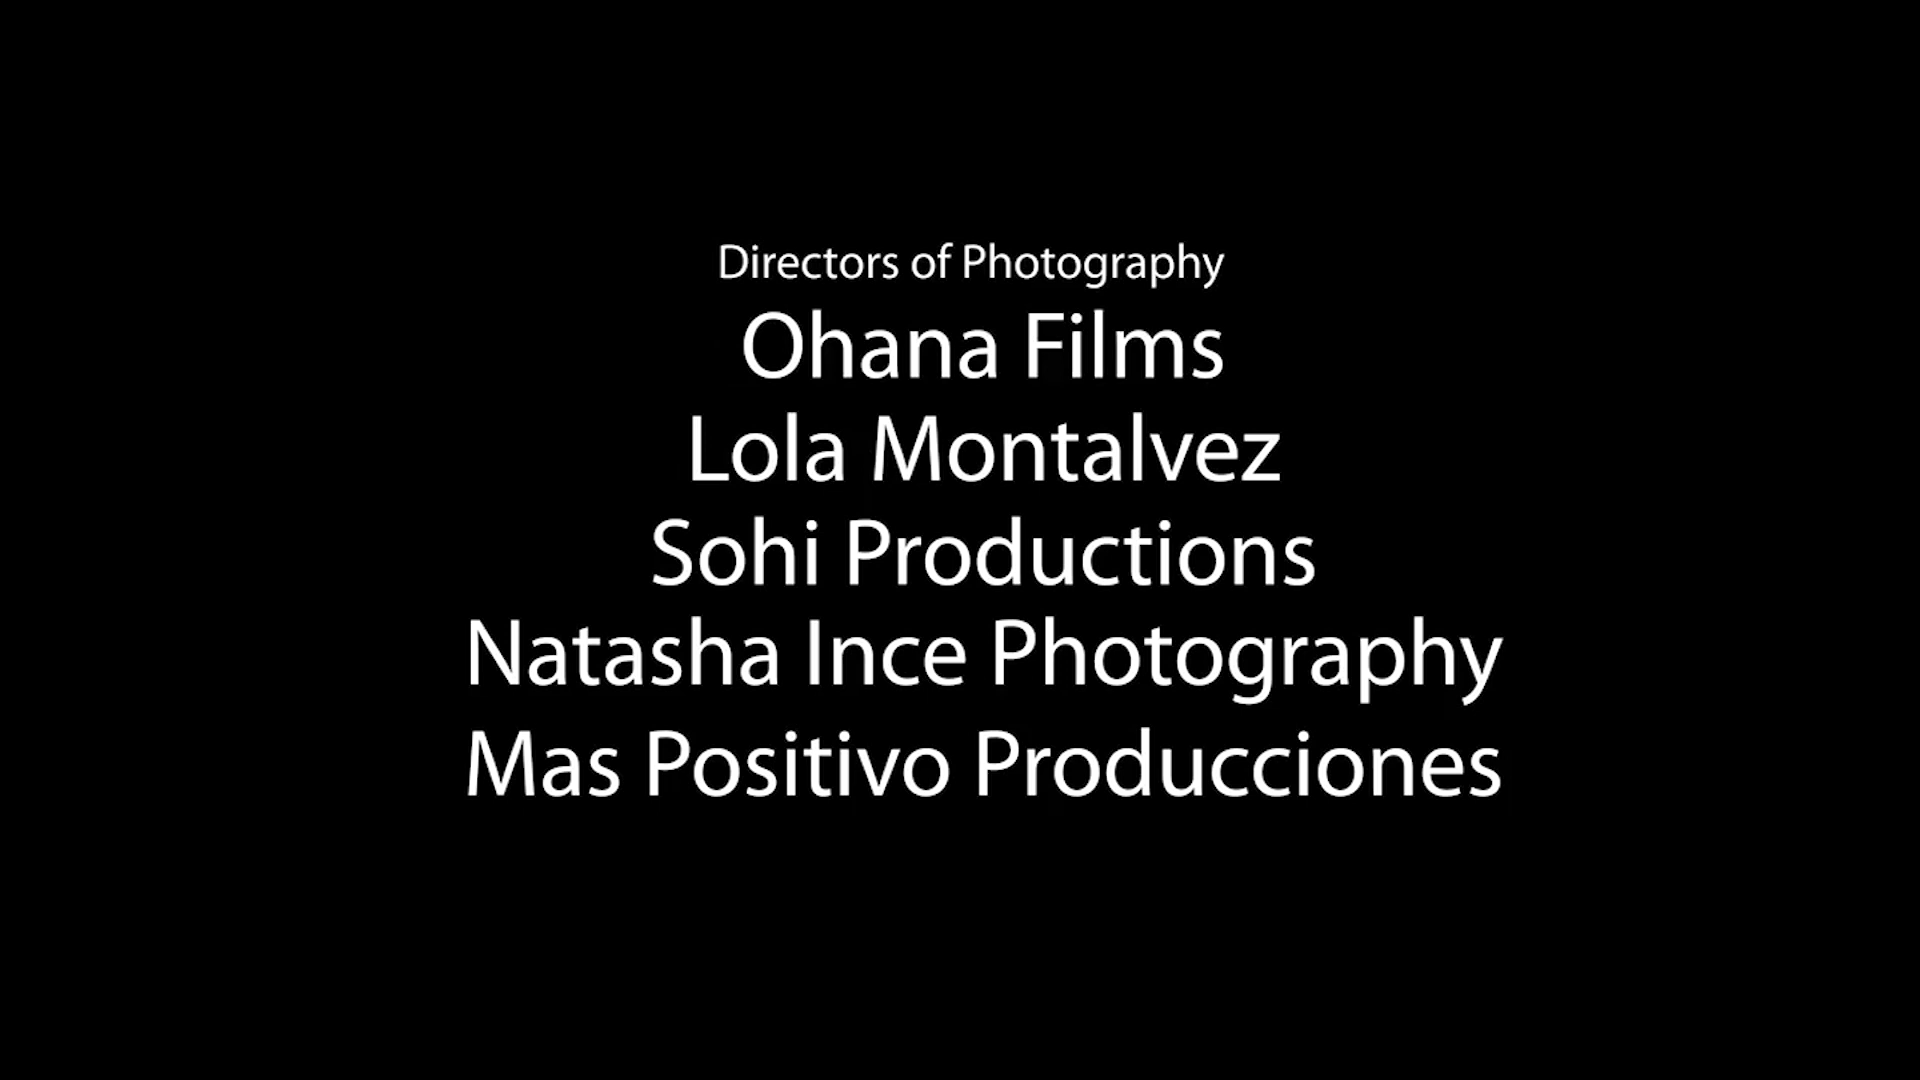 Directors of Photography
Ohana Films
Lola Montalvez
Sohi Productions
Natasha Ince Photography
Mas Positivo Producciones